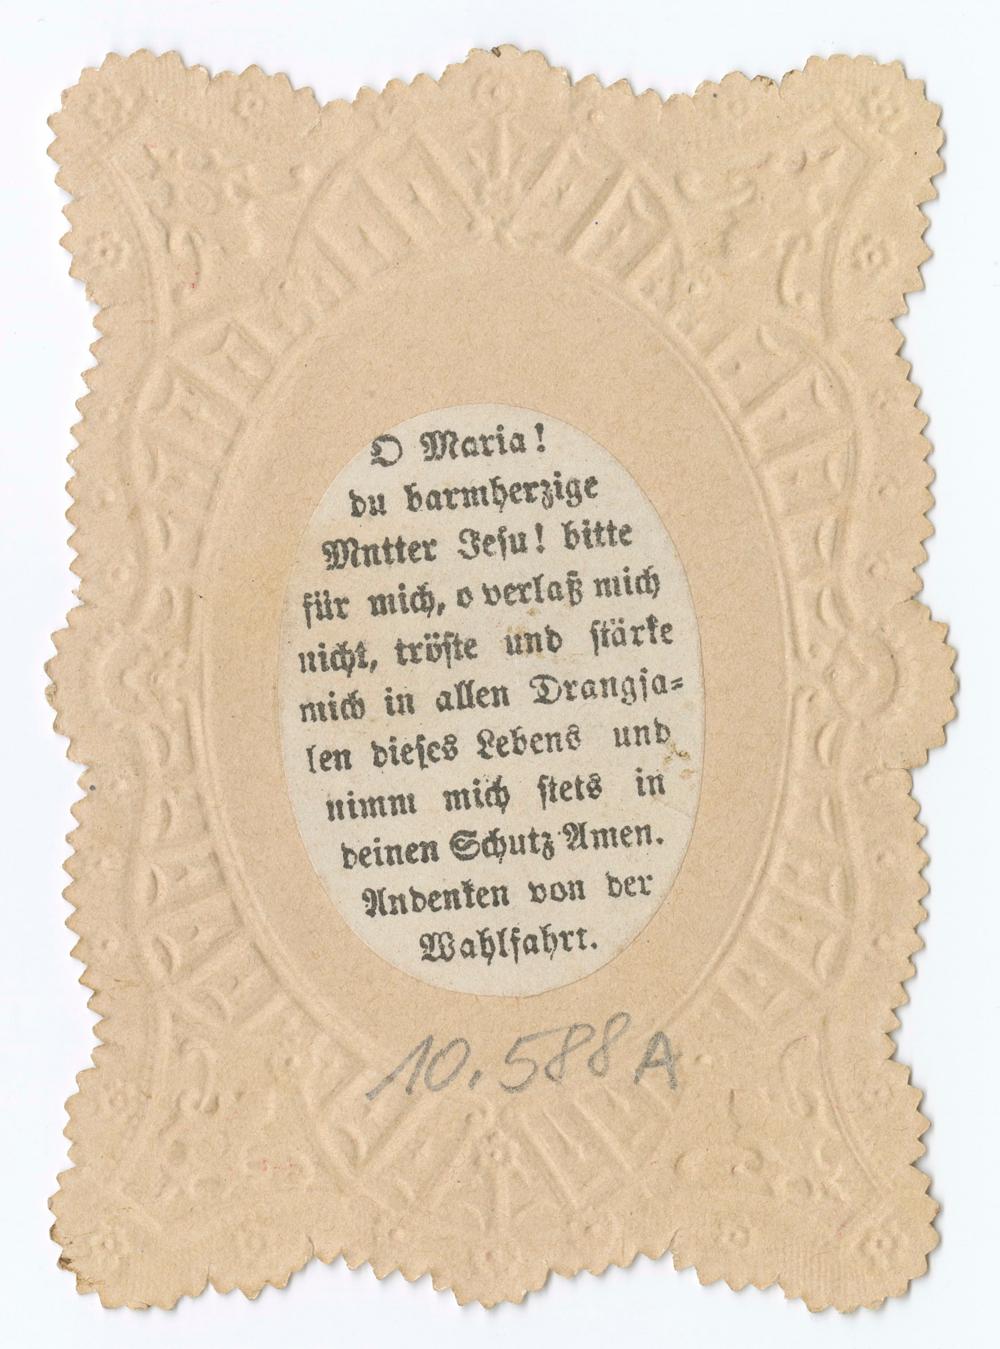 O Maria!
du barmherzige
Mntter Jesu! bitte
für mich, o verlaß mich
nicht, tröste und stärke
mich in allen Drangsa=
len dieses Lebens und
nimm mich stets in
deinen Schutz Amen.
Andenken von der
Wahlfahrt.
10.588A